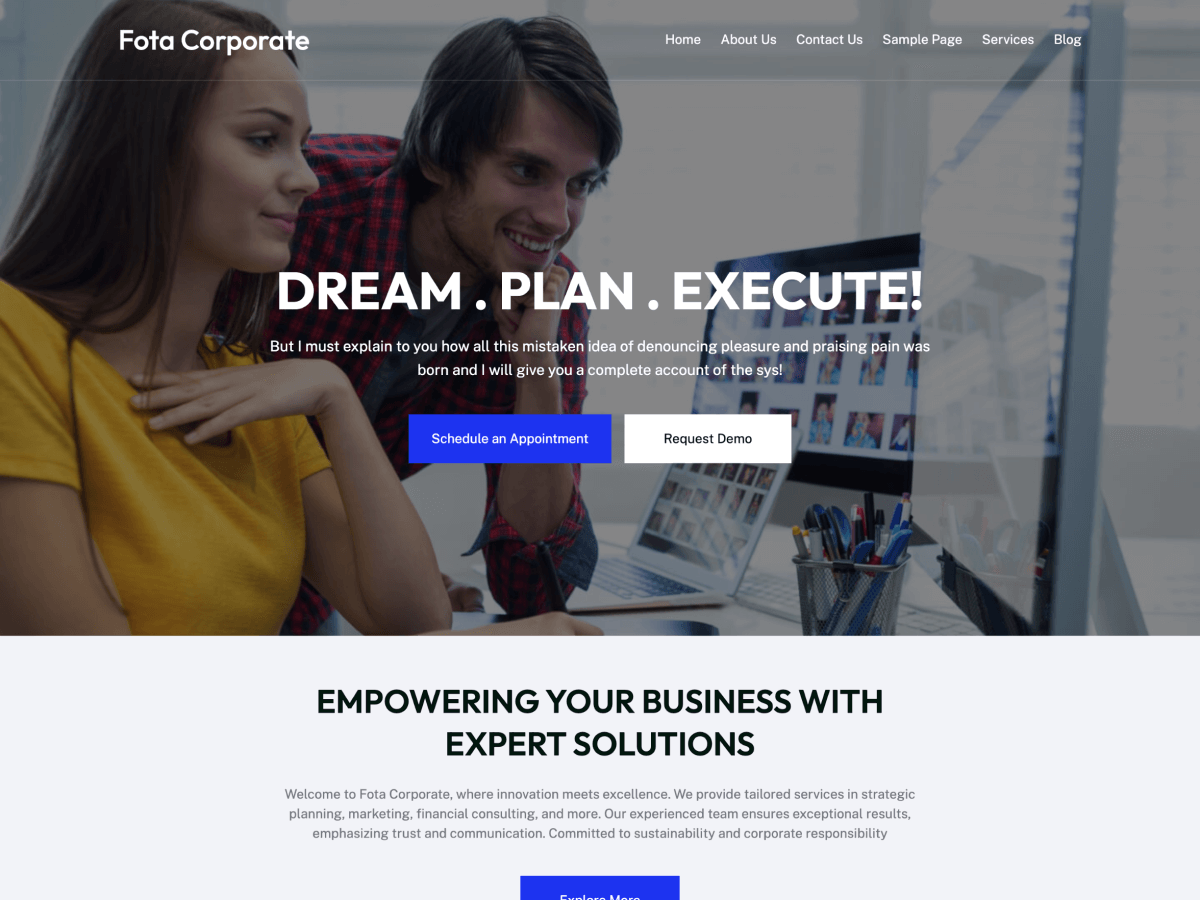 Fota Corporate
Home About Us Contact Us Sample Page Services Blog
DREAM . PLAN . EXECUTE!
But I must explain to you how all this mistaken idea of denouncing pleasure and praising pain was
born and I will give you a complete account of the sys!
Schedule an Appointment Request Demo
EMPOWERING YOUR BUSINESS WITH
EXPERT SOLUTIONS
Welcome to Fota Corporate, where innovation meets excellence. We provide tailored services in strategic
planning, marketing, financial consulting, and more. Our experienced team ensures exceptional results,
emphasizing trust and communication. Committed to sustainability and corporate responsibility
Explore More